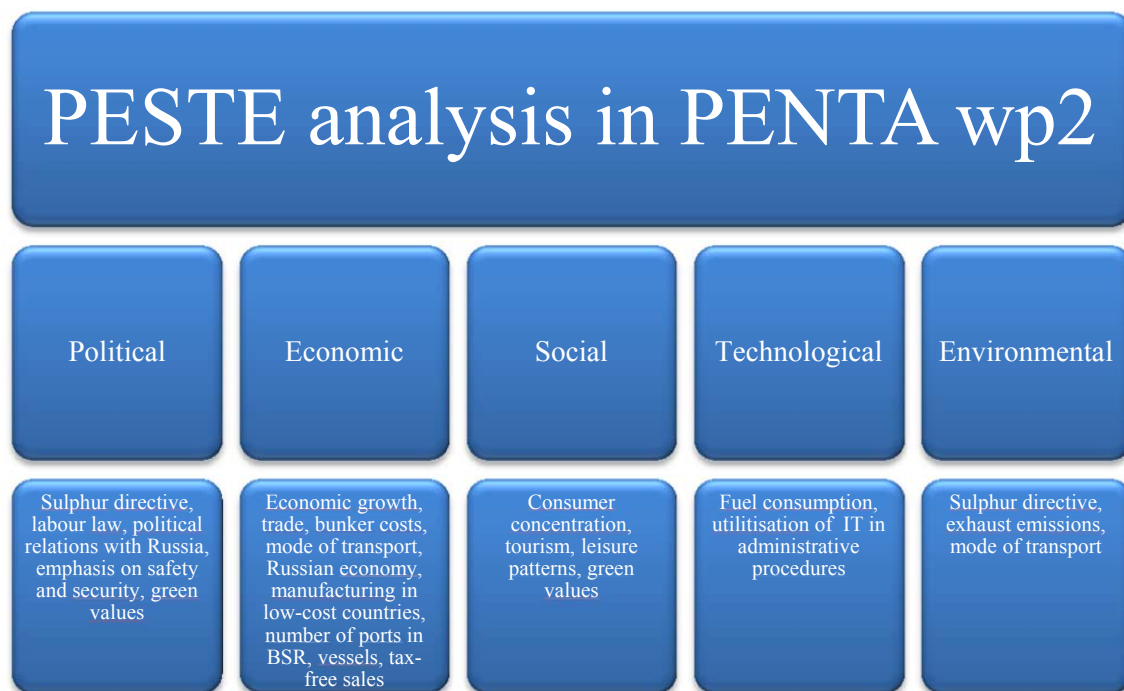 PESTE analysis in PENTA wp2
Political
Economic
Social
Technological
Environmental
Sulphur directive,
labour law, political
relations with Russia,
emphasis on safety
and security, green
values
Economic growth,
trade, bunker costs,
mode of transport,
Russian economy,
manufacturing in
low-cost countries,
number of ports in
BSR, vessels, tax-
free sales
Consumer
concentration,
tourism, leisure
patterns, green
values
Fuel consumption,
utilitisation of IT in
administrative
procedures
Sulphur directive,
exhaust emissions,
mode of transport